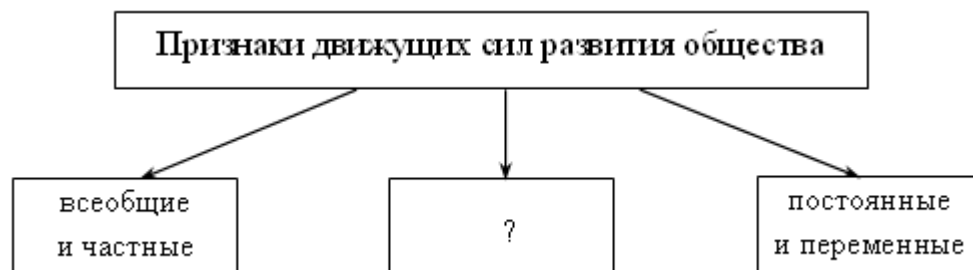 Признаки движущих сил развития общества
всеобщие
и частные
?
постоянные
и переменные